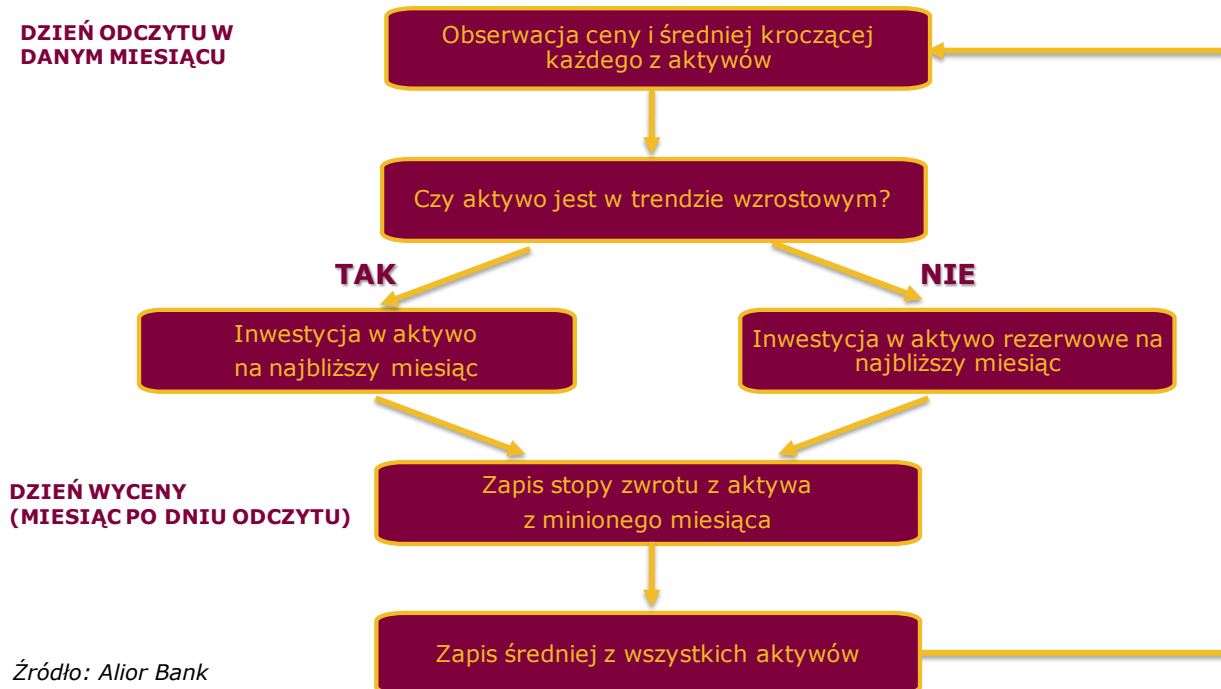 DZIEŃ ODCZYTU W
DANYM MIESIĄCU
Obserwacja ceny i średniej kroczącej
każdego z aktywów
Czy aktywo jest w trendzie wzrostowym?
TAK
NIE
Inwestycja w aktywo
na najbliższy miesiąc
Inwestycja w aktywo rezerwowe na
najbliższy miesiąc
DZIEŃ WYCENY
(MIESIĄC PO DNIU ODCZYTU)
Zapis stopy zwrotu z aktywa
z minionego miesiąca
Zapis średniej z wszystkich aktywów
Źródło: Alior Bank